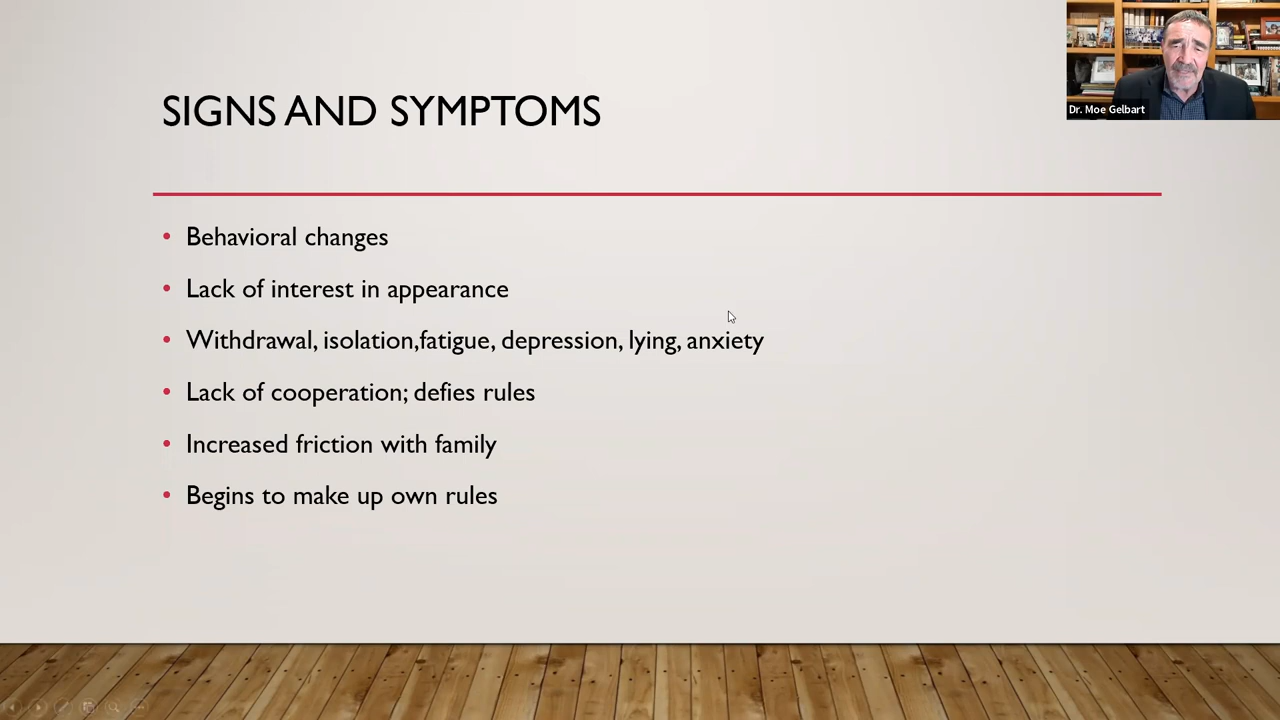 SIGNS AND SYMPTOMS
Dr. Moe Gelbart
• Behavioral changes
• Lack of interest in appearance
• Withdrawal, isolation,fatigue, depression, lying, anxiety
• Lack of cooperation; defies rules
• Increased friction with family
• Begins to make up own rules